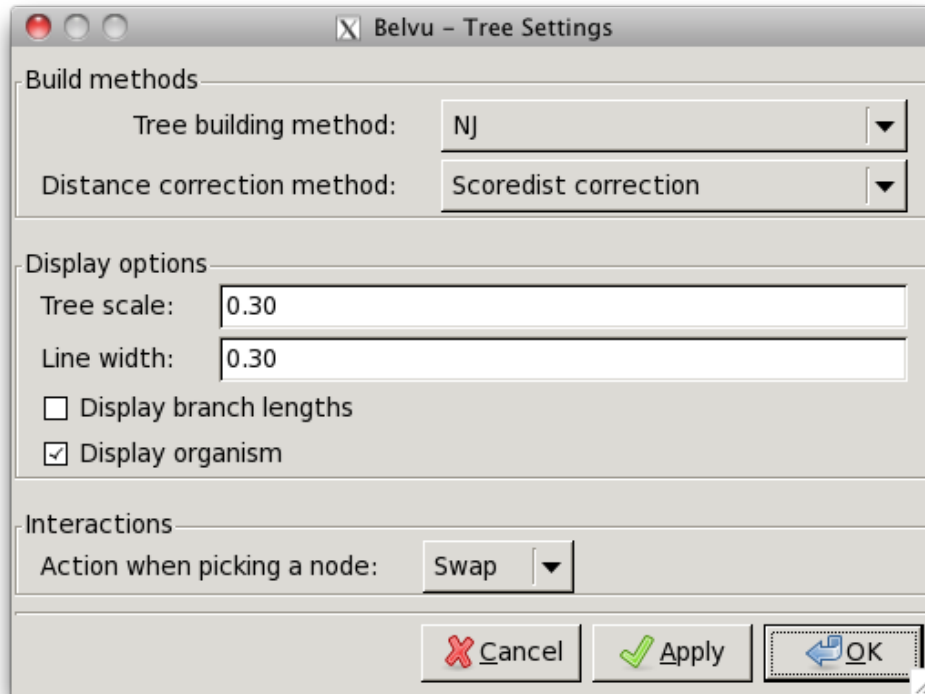 Belvu – Tree Settings
Build methods
Tree building method: NJ
Distance correction method: Scoredist correction
Display options
Tree scale: 0.30
Line width: 0.30
Display branch lengths
Display organism
Interactions
Action when picking a node: Swap
Cancel Apply OK